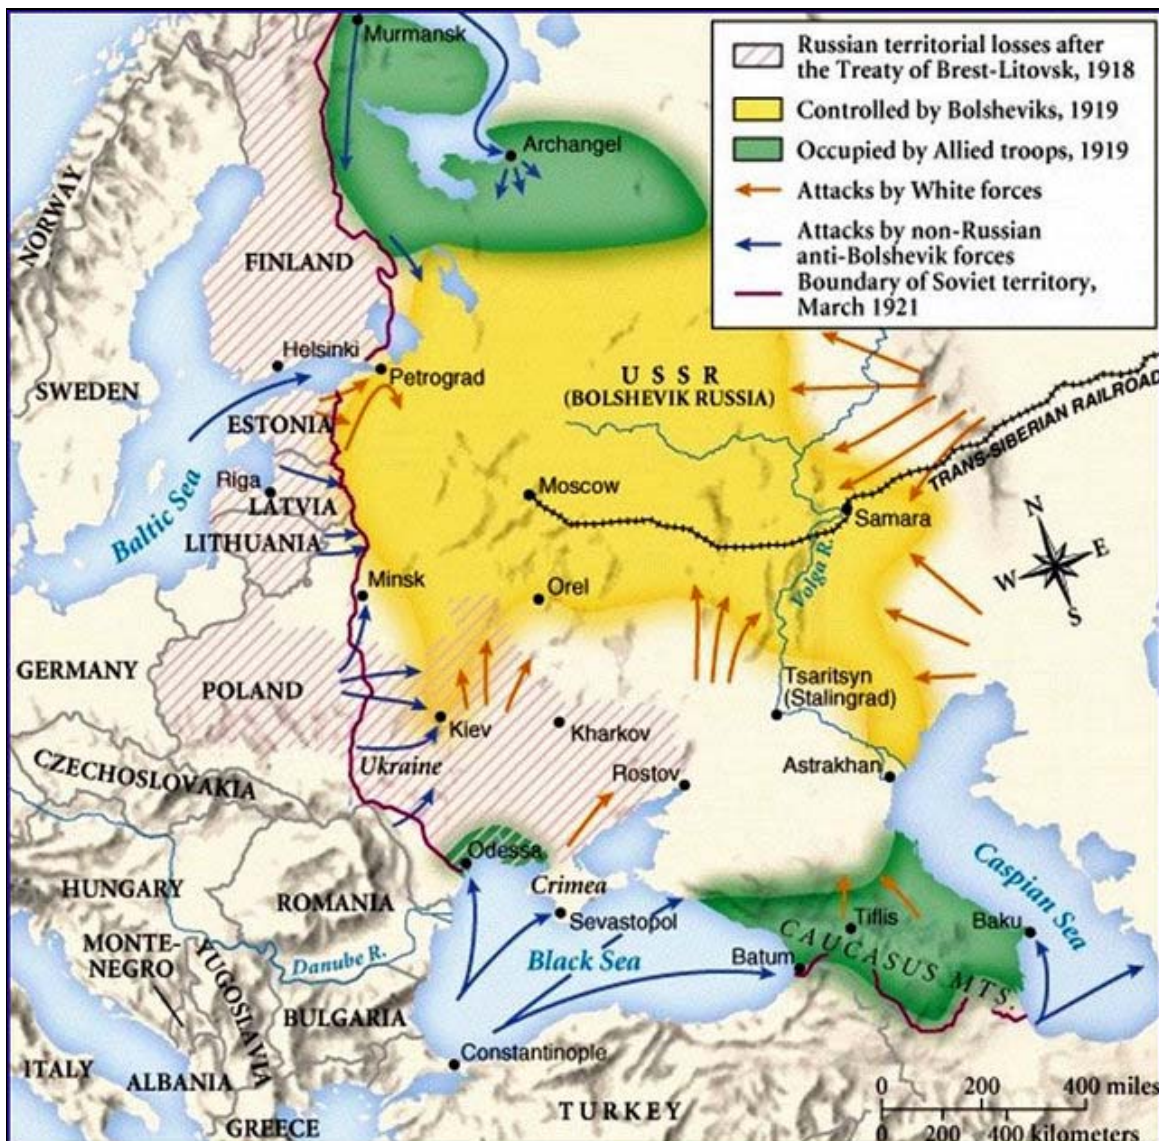 Murmansk
Archangel
Russian territorial losses after
the Treaty of Brest-Litovsk, 1918
Controlled by Bolsheviks, 1919
Occupied by Allied troops, 1919
Attacks by White forces
Attacks by non-Russian
anti-Bolshevik forces
Boundary of Soviet territory,
March 1921
NORWAY
FINLAND
SWEDEN
Helsinki
Petrograd
ESTONIA
USSR
(BOLSHEVIK RUSSIA)
TRANS-SIBERIAN RAILROAD
Baltic Sea
Riga
LATVIA
LITHUANIA
Moscow
Samara
Volga R.
N
E
W
S
Minsk
Orel
GERMANY
POLAND
Kiev
Kharkov
Tsaritsyn
(Stalingrad)
CZECHOSLOVAKIA
Ukraine
Rostov
Astrakhan
Odessa
Crimea
Sevastopol
Caspian Sea
HUNGARY
ROMANIA
Tiflis
Baku
MONTE-
NEGRO
YUGOSLAVIA
Danube R.
Black Sea
Batum
CAUCASUS MTS.
BULGARIA
Constantinople
ITALY
ALBANIA
GREECE
TURKEY
0 200 400 miles
0 200 400 kilometers